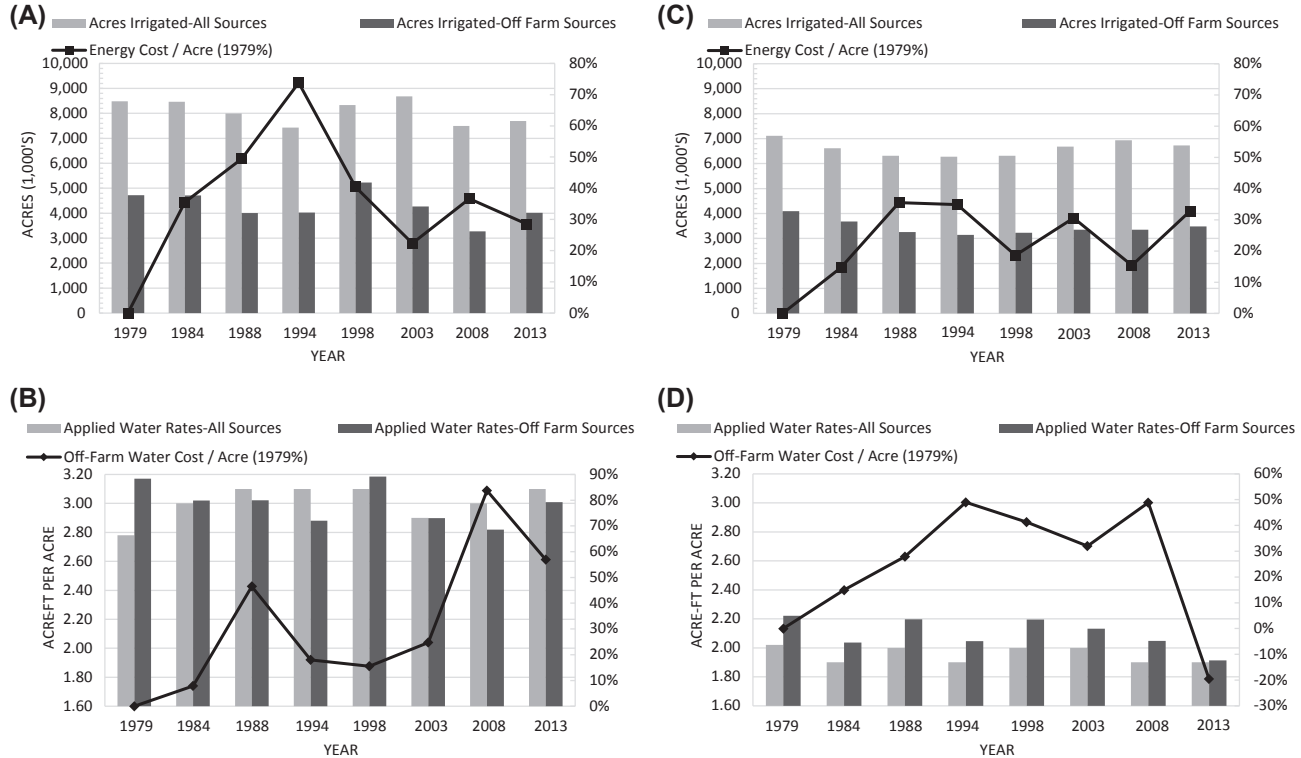 (A)
Acres Irrigated-All Sources
Acres Irrigated-Off Farm Sources
Energy Cost / Acre (1979%)
10,000
9,000
8,000
7,000
6,000
5,000
4,000
3,000
2,000
1,000
0
ACRES (1,000'S)
80%
70%
60%
50%
40%
30%
20%
10%
0%
1979 1984 1988 1994 1998 2003 2008 2013
YEAR
(C)
Acres Irrigated-All Sources
Acres Irrigated-Off Farm Sources
Energy Cost / Acre (1979%)
10,000
9,000
8,000
7,000
6,000
5,000
4,000
3,000
2,000
1,000
0
ACRES (1,000'S)
80%
70%
60%
50%
40%
30%
20%
10%
0%
1979 1984 1988 1994 1998 2003 2008 2013
YEAR
(B)
Applied Water Rates-All Sources
Applied Water Rates-Off Farm Sources
Off-Farm Water Cost / Acre (1979%)
3.20
3.00
2.80
2.60
2.40
2.20
2.00
1.80
1.60
ACRE-FT PER ACRE
90%
80%
70%
60%
50%
40%
30%
20%
10%
0%
1979 1984 1988 1994 1998 2003 2008 2013
YEAR
(D)
Applied Water Rates-All Sources
Applied Water Rates-Off Farm Sources
Off-Farm Water Cost / Acre (1979%)
3.20
3.00
2.80
2.60
2.40
2.20
2.00
1.80
1.60
ACRE-FT PER ACRE
60%
50%
40%
30%
20%
10%
0%
-10%
-20%
-30%
1979 1984 1988 1994 1998 2003 2008 2013
YEAR